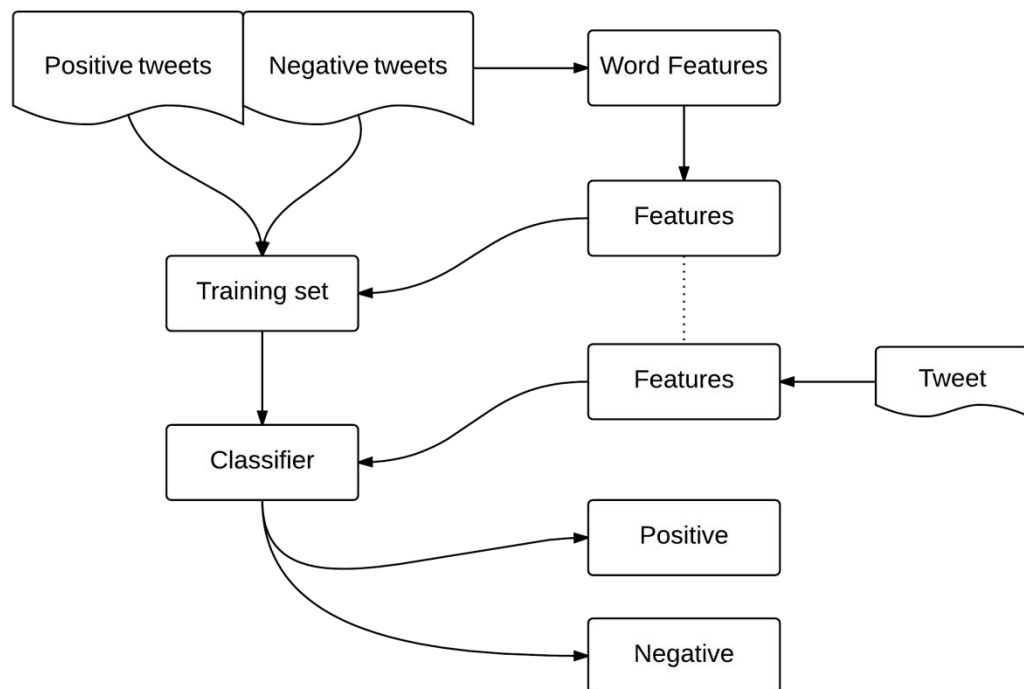 Positive tweets
Negative tweets
Word Features
Features
Training set
Features
Tweet
Classifier
Positive
Negative